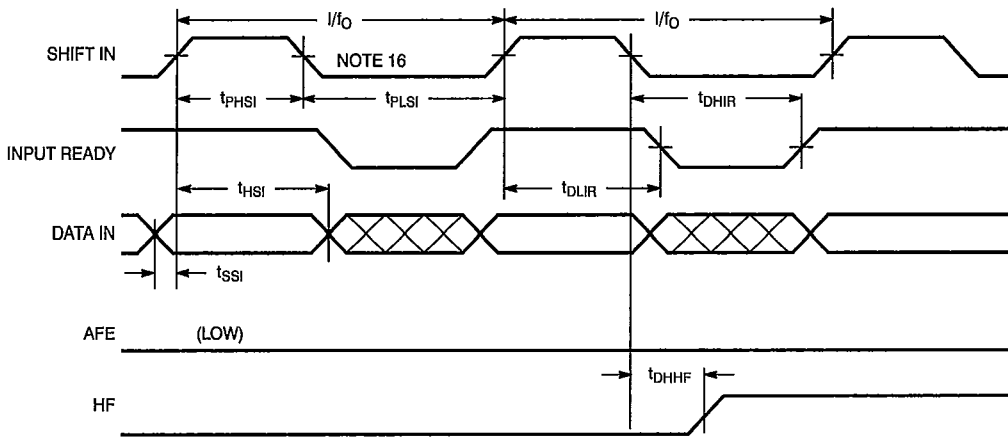 I/fO I/fO
SHIFT IN NOTE 16
tPHSI tPLSI tDHIR
INPUT READY
tHSI tDLIR
DATA IN
tSSI
AFE (LOW)
tDHHF
HF